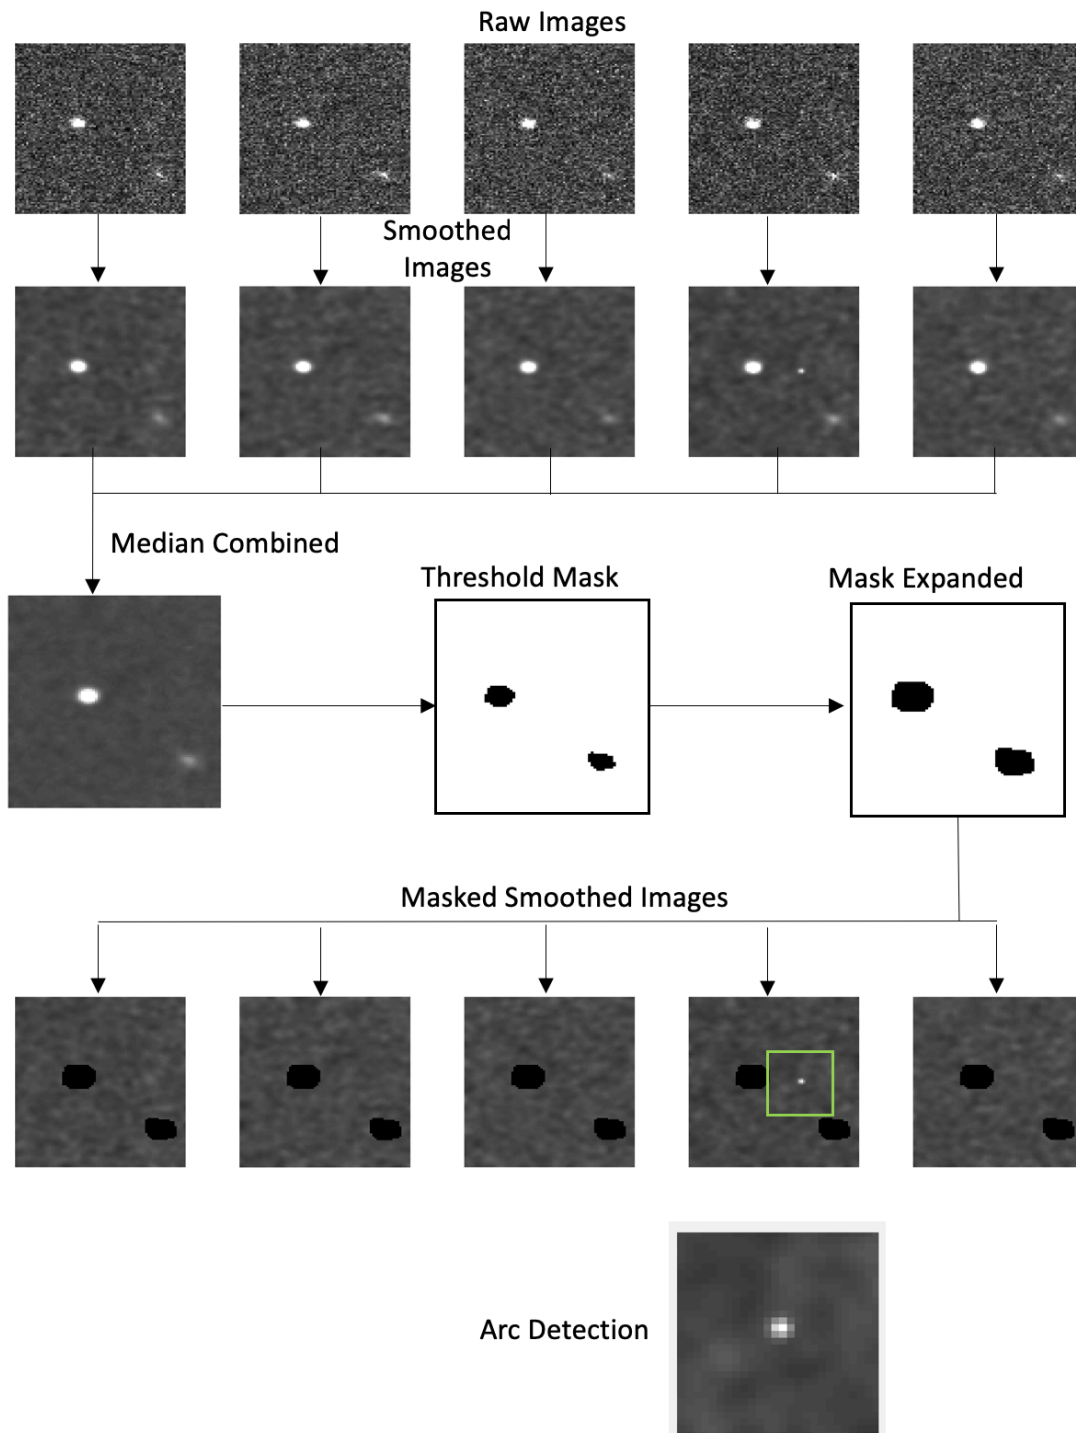 Raw Images
Smoothed
Images
Median Combined
Threshold Mask
Mask Expanded
Masked Smoothed Images
Arc Detection